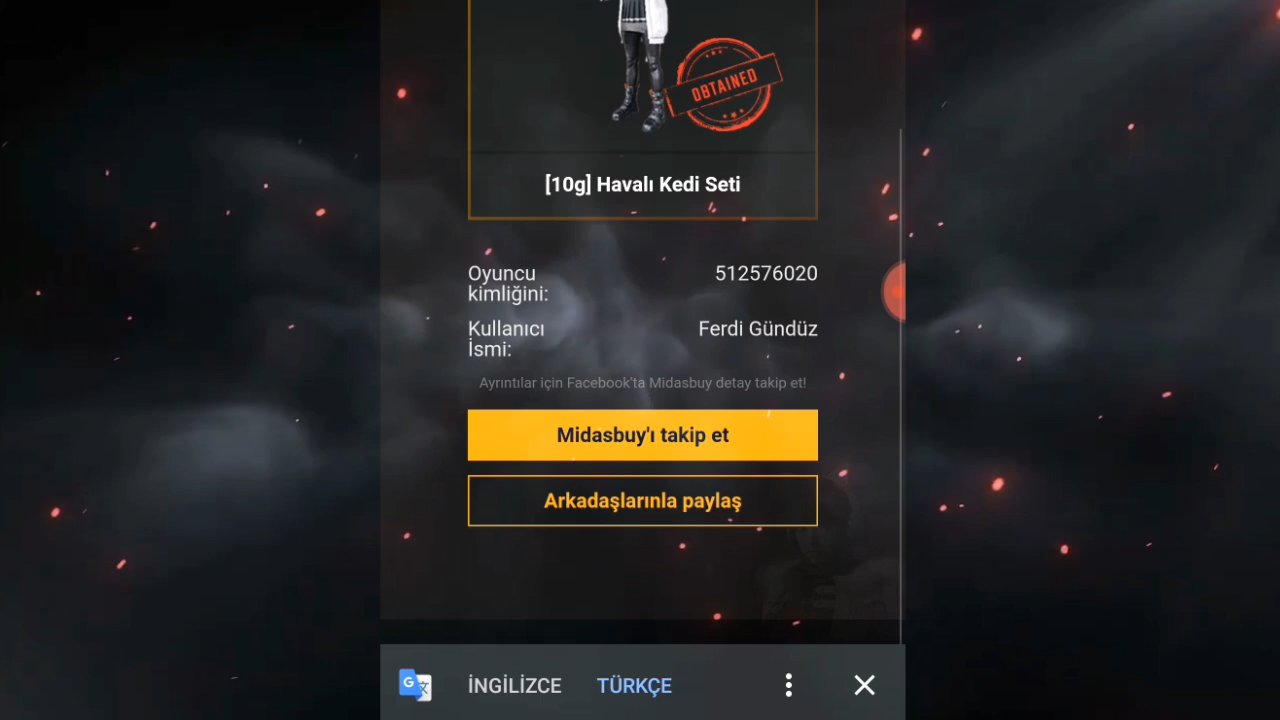 OBTAINED
[10g] Havalı Kedi Seti
Oyuncu
kimliğini:
512576020
Kullanıcı
İsmi:
Ferdi Gündüz
Ayrıntılar için Facebook'ta Midasbuy detay takip et!
Midasbuy'ı takip et
Arkadaşlarınla paylaş
G 文
İNGİLİZCE
TÜRKÇE